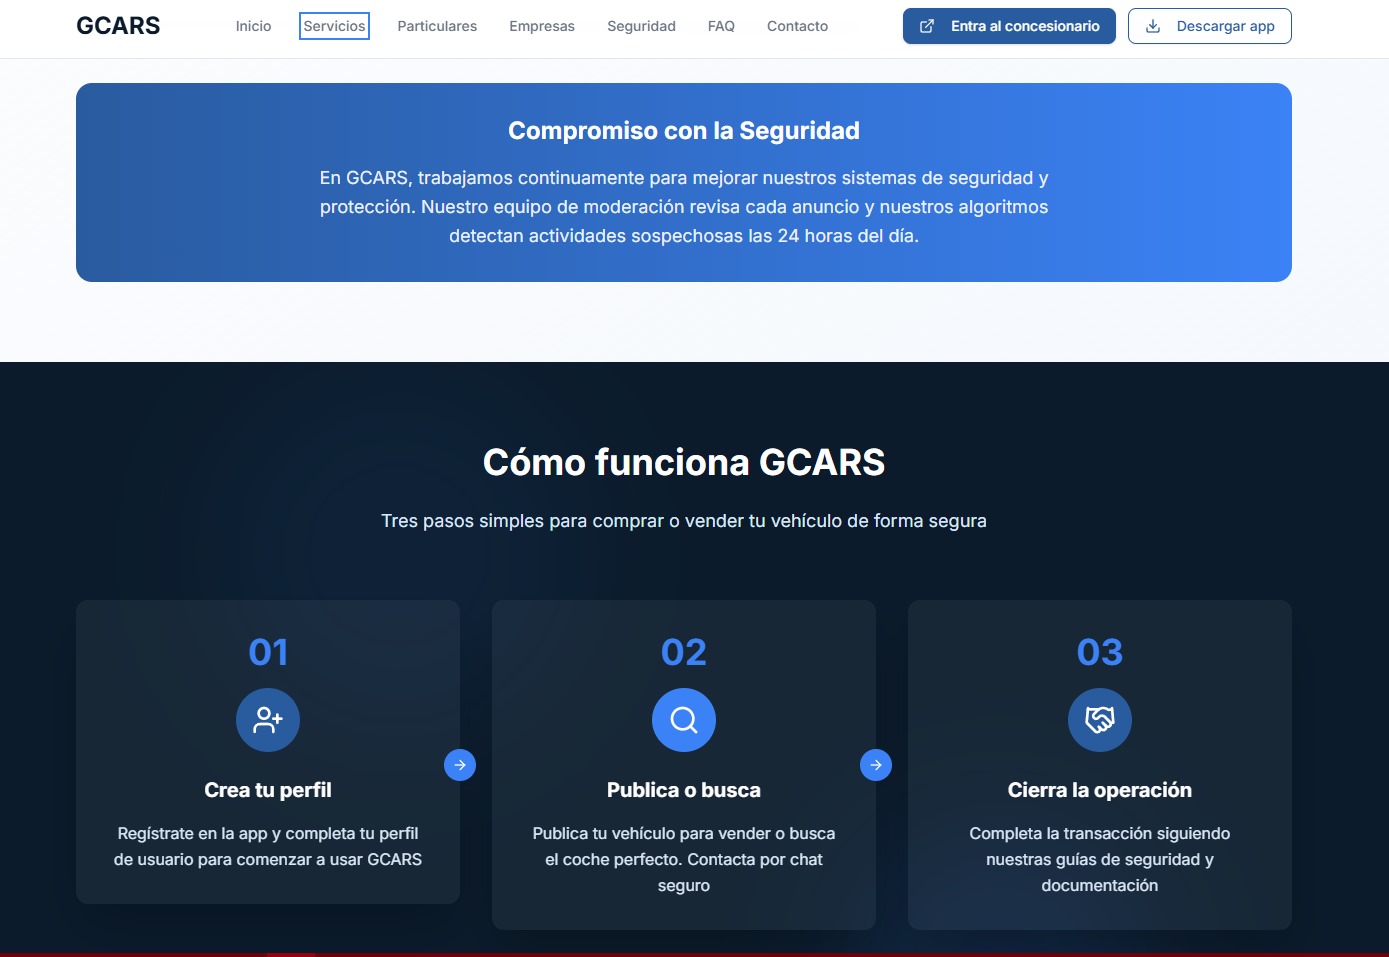 GCARS
Inicio
Servicios
Particulares
Empresas
Seguridad
FAQ
Contacto
Entra al concesionario
Descargar app
Compromiso con la Seguridad
En GCARS, trabajamos continuamente para mejorar nuestros sistemas de seguridad y
protección. Nuestro equipo de moderación revisa cada anuncio y nuestros algoritmos
detectan actividades sospechosas las 24 horas del día.
Cómo funciona GCARS
Tres pasos simples para comprar o vender tu vehículo de forma segura
01
Crea tu perfil
Regístrate en la app y completa tu perfil
de usuario para comenzar a usar GCARS
02
Publica o busca
Publica tu vehículo para vender o busca
el coche perfecto. Contacta por chat
seguro
03
Cierra la operación
Completa la transacción siguiendo
nuestras guías de seguridad y
documentación